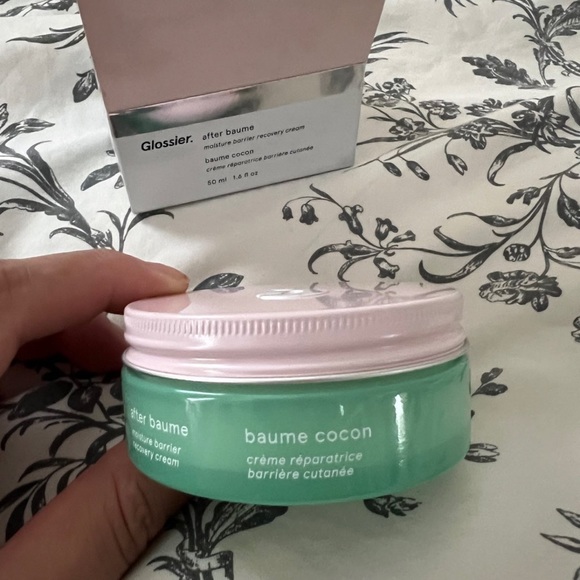 Glossier.
after baume
moisture barrier recovery cream
baume cocon
crème réparatrice barrière cutanée
50 ml 1.6 fl oz
after baume
moisture barrier
recovery cream
baume cocon
crème réparatrice
barrière cutanée